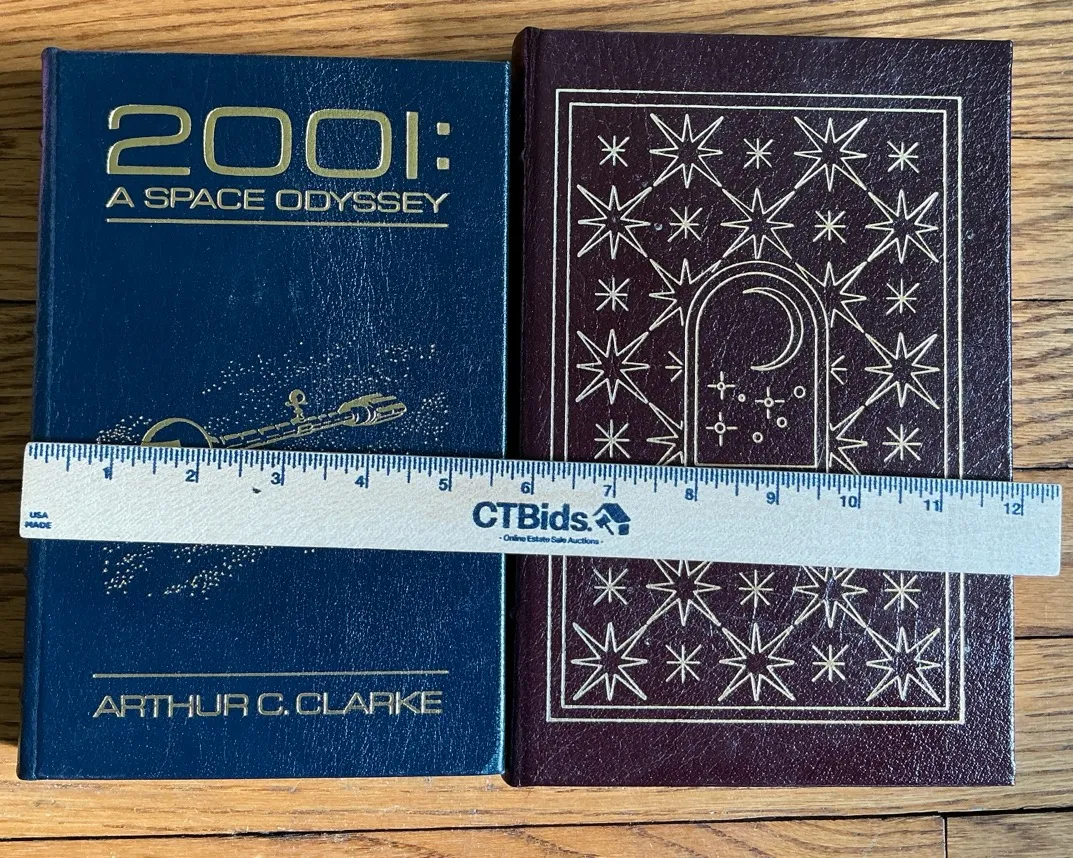 2001:
A SPACE ODYSSEY
1 2 3 4 5 6 7 8 9 10 11 12
CTBids.
- Online Estate Sale Auctions -
USA
MADE
ARTHUR C. CLARKE